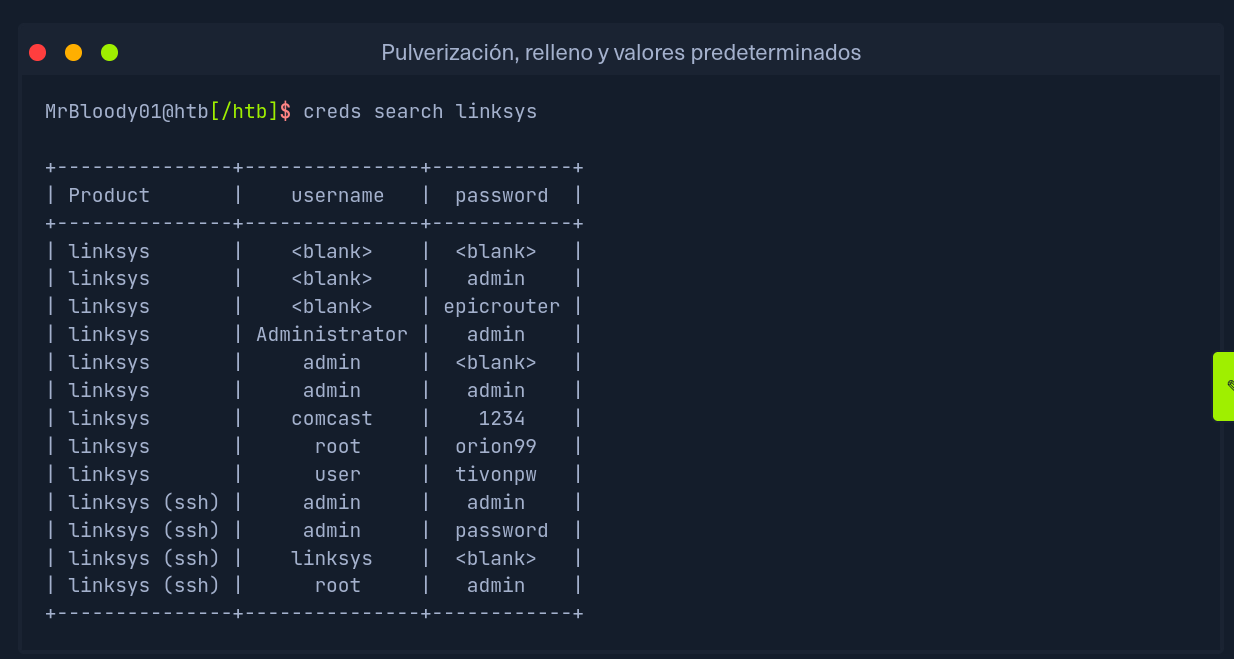 Pulverización, relleno y valores predeterminados
MrBloody01@htb[/htb]$ creds search linksys
+---------------+---------------+------------+
| Product       |    username   |  password  |
+---------------+---------------+------------+
| linksys       |    <blank>    |  <blank>   |
| linksys       |    <blank>    |   admin    |
| linksys       |    <blank>    | epicrouter |
| linksys       | Administrator |   admin    |
| linksys       |     admin     |  <blank>   |
| linksys       |     admin     |   admin    |
| linksys       |    comcast    |    1234    |
| linksys       |      root     |  orion99   |
| linksys       |      user     |  tivonpw   |
| linksys (ssh) |     admin     |   admin    |
| linksys (ssh) |     admin     |  password  |
| linksys (ssh) |    linksys    |  <blank>   |
| linksys (ssh) |      root     |   admin    |
+---------------+---------------+------------+